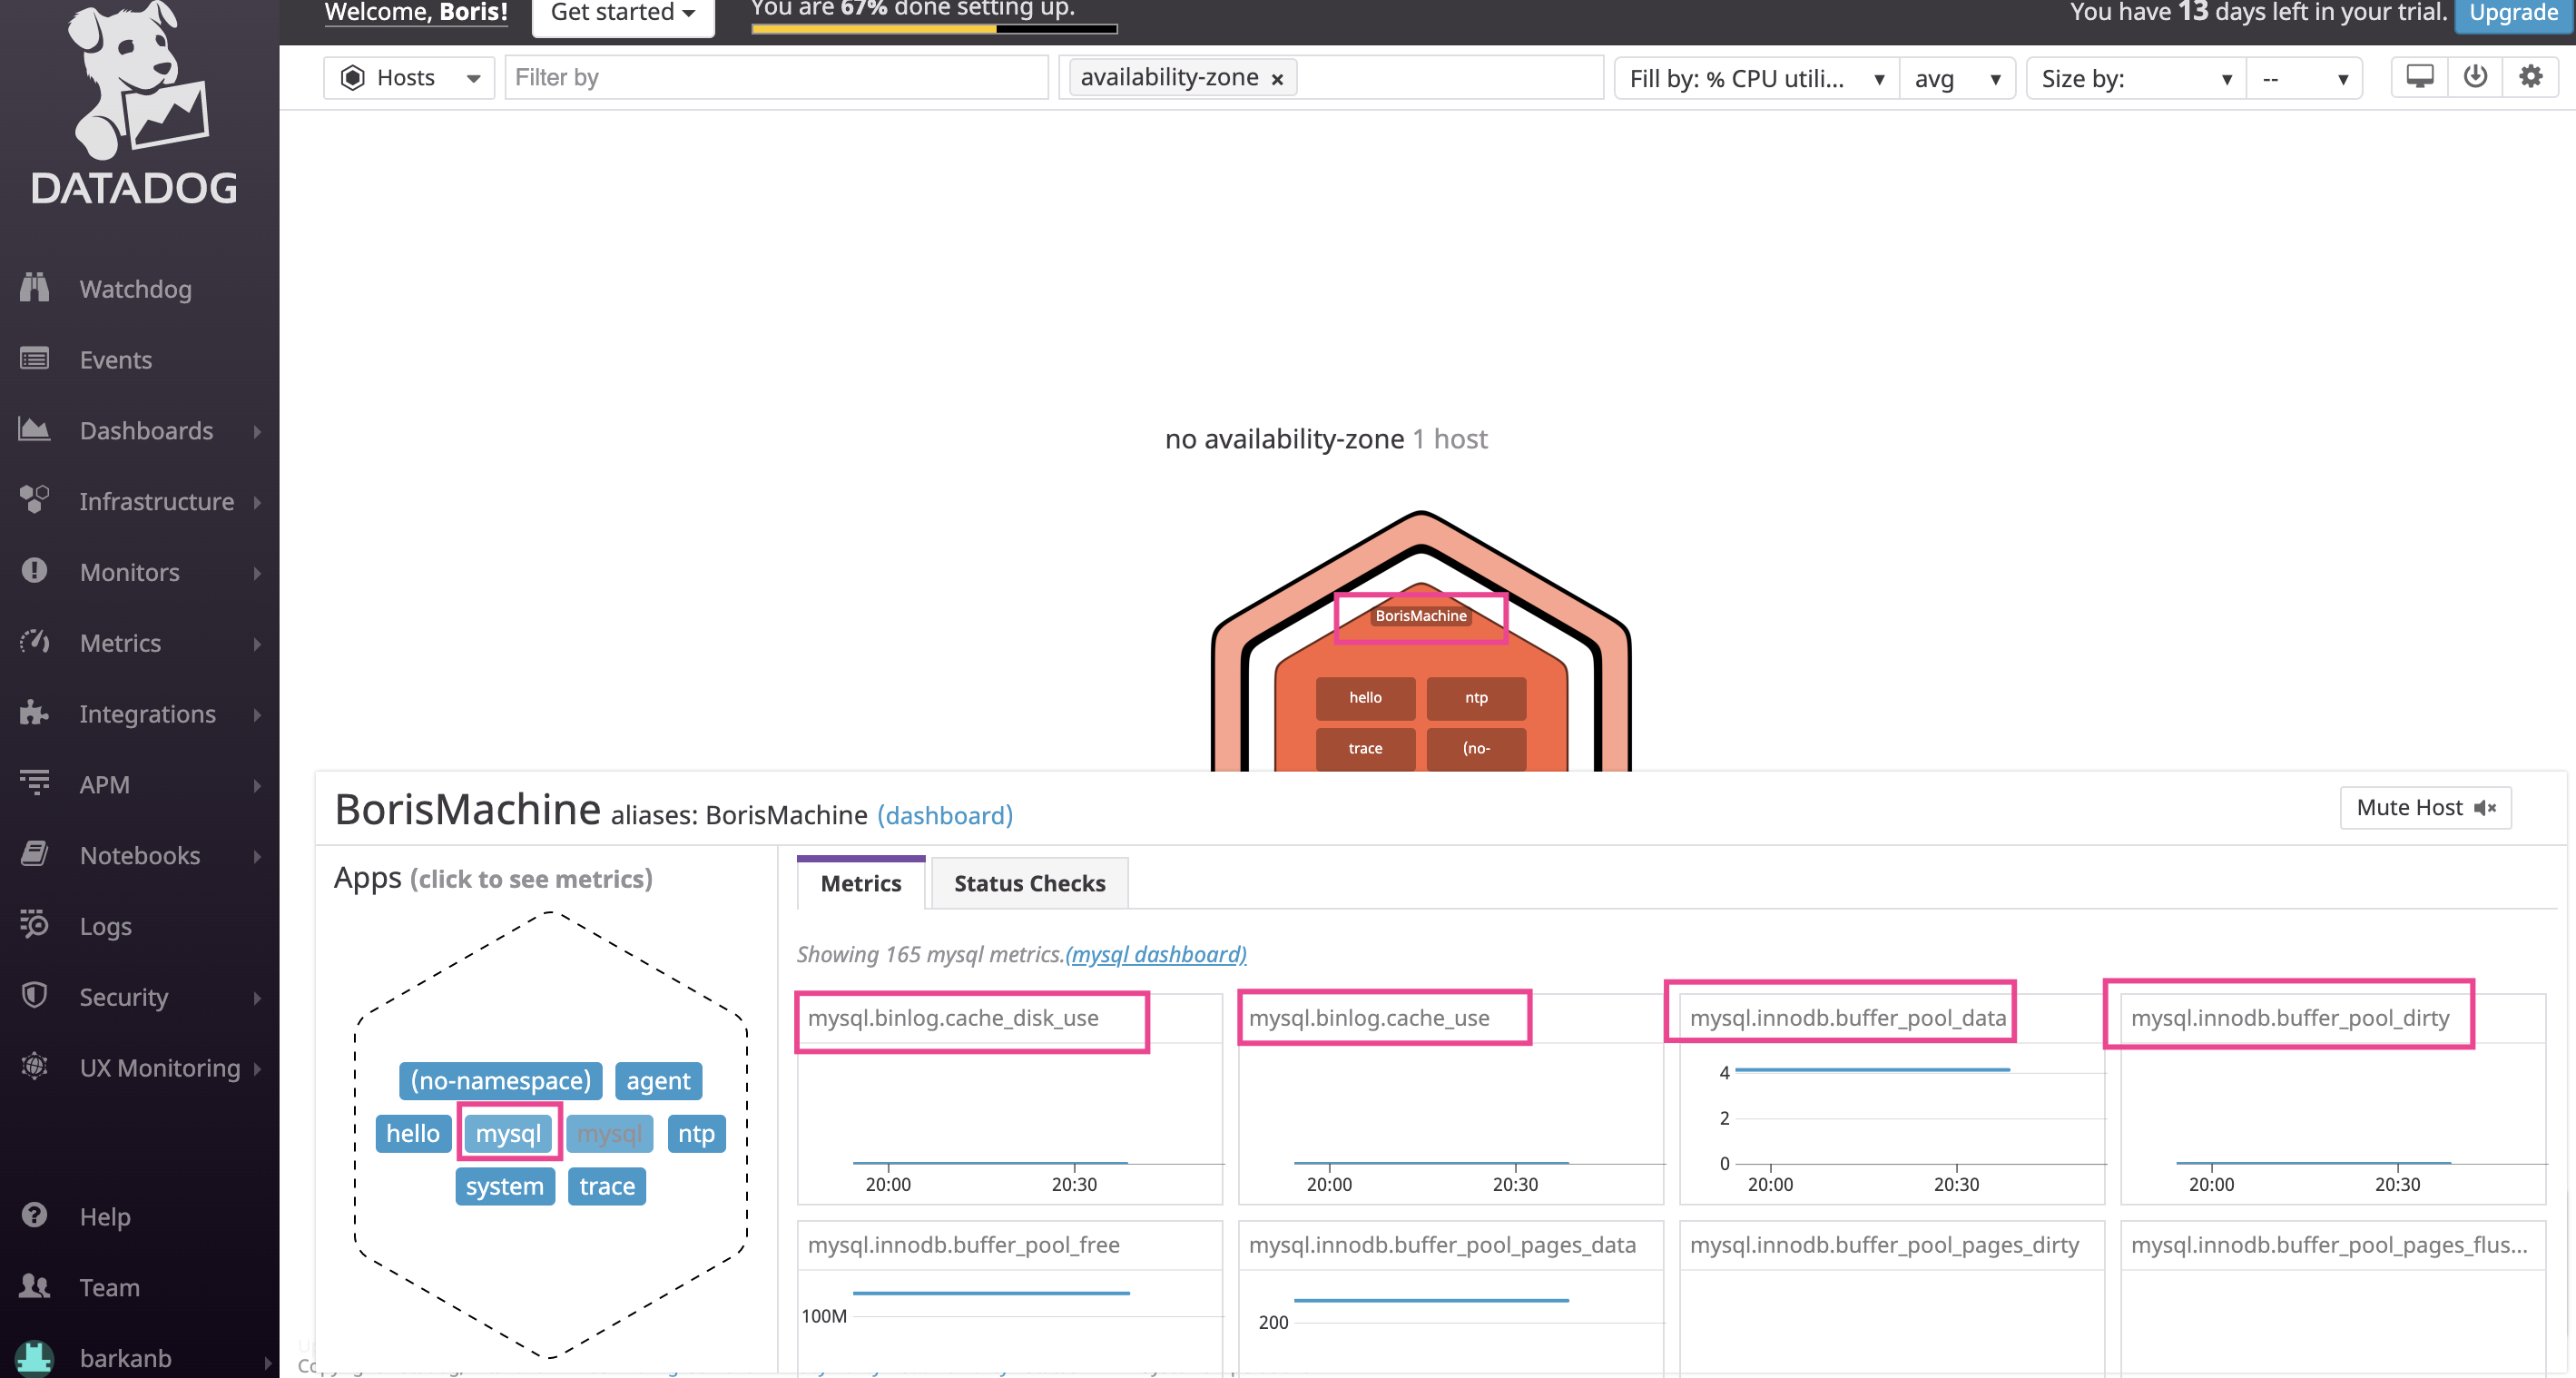 Welcome, Boris!
Get started
You are 67% done setting up.
You have 13 days left in your trial.
Upgrade
DATADOG
Watchdog
Events
Dashboards
Infrastructure
Monitors
Metrics
Integrations
APM
Notebooks
Logs
Security
UX Monitoring
Help
Team
barkanb
Hosts
Filter by
availability-zone ×
Fill by: % CPU utili...
avg
Size by:
--
no availability-zone 1 host
BorisMachine
hello ntp
trace (no-
BorisMachine aliases: BorisMachine (dashboard)
Mute Host
Apps (click to see metrics)
(no-namespace) agent
hello mysql mysql ntp
system trace
Metrics
Status Checks
Showing 165 mysql metrics.(mysql dashboard)
mysql.binlog.cache_disk_use
20:00 20:30
mysql.binlog.cache_use
20:00 20:30
mysql.innodb.buffer_pool_data
4
2
0
20:00 20:30
mysql.innodb.buffer_pool_dirty
20:00 20:30
mysql.innodb.buffer_pool_free
100M
mysql.innodb.buffer_pool_pages_data
200
mysql.innodb.buffer_pool_pages_dirty
mysql.innodb.buffer_pool_pages_flus...